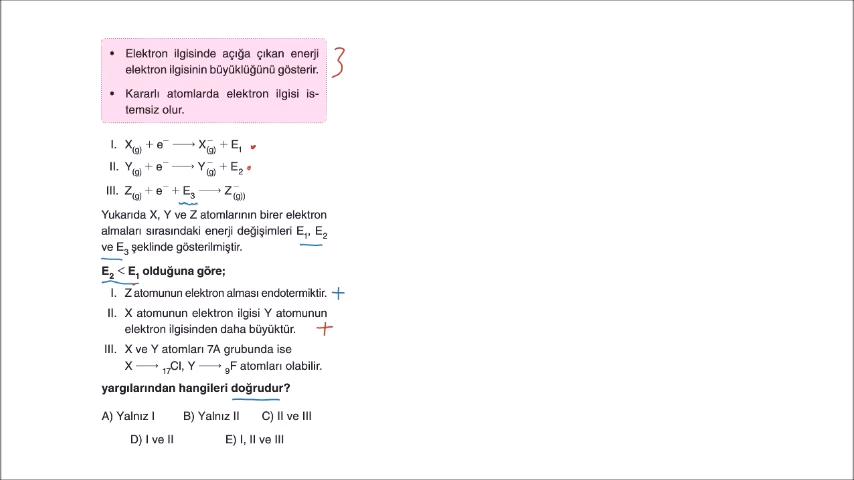 • Elektron ilgisinde açığa çıkan enerji
elektron ilgisinin büyüklüğünü gösterir.
• Kararlı atomlarda elektron ilgisi is-
temsiz olur.
3
I. X(g) + e⁻ ⟶ X⁻(g) + E₁
II. Y(g) + e⁻ ⟶ Y⁻(g) + E₂
III. Z(g) + e⁻ + E₃ ⟶ Z⁻(g))
Yukarıda X, Y ve Z atomlarının birer elektron
almaları sırasındaki enerji değişimleri E₁, E₂
ve E₃ şeklinde gösterilmiştir.
E₂ < E₁ olduğuna göre;
I. Z atomunun elektron alması endotermiktir. +
II. X atomunun elektron ilgisi Y atomunun
elektron ilgisinden daha büyüktür. +
III. X ve Y atomları 7A grubunda ise
X ⟶ ₁₇Cl, Y ⟶ ₉F atomları olabilir.
yargılarından hangileri doğrudur?
A) Yalnız I B) Yalnız II C) II ve III
D) I ve II E) I, II ve III